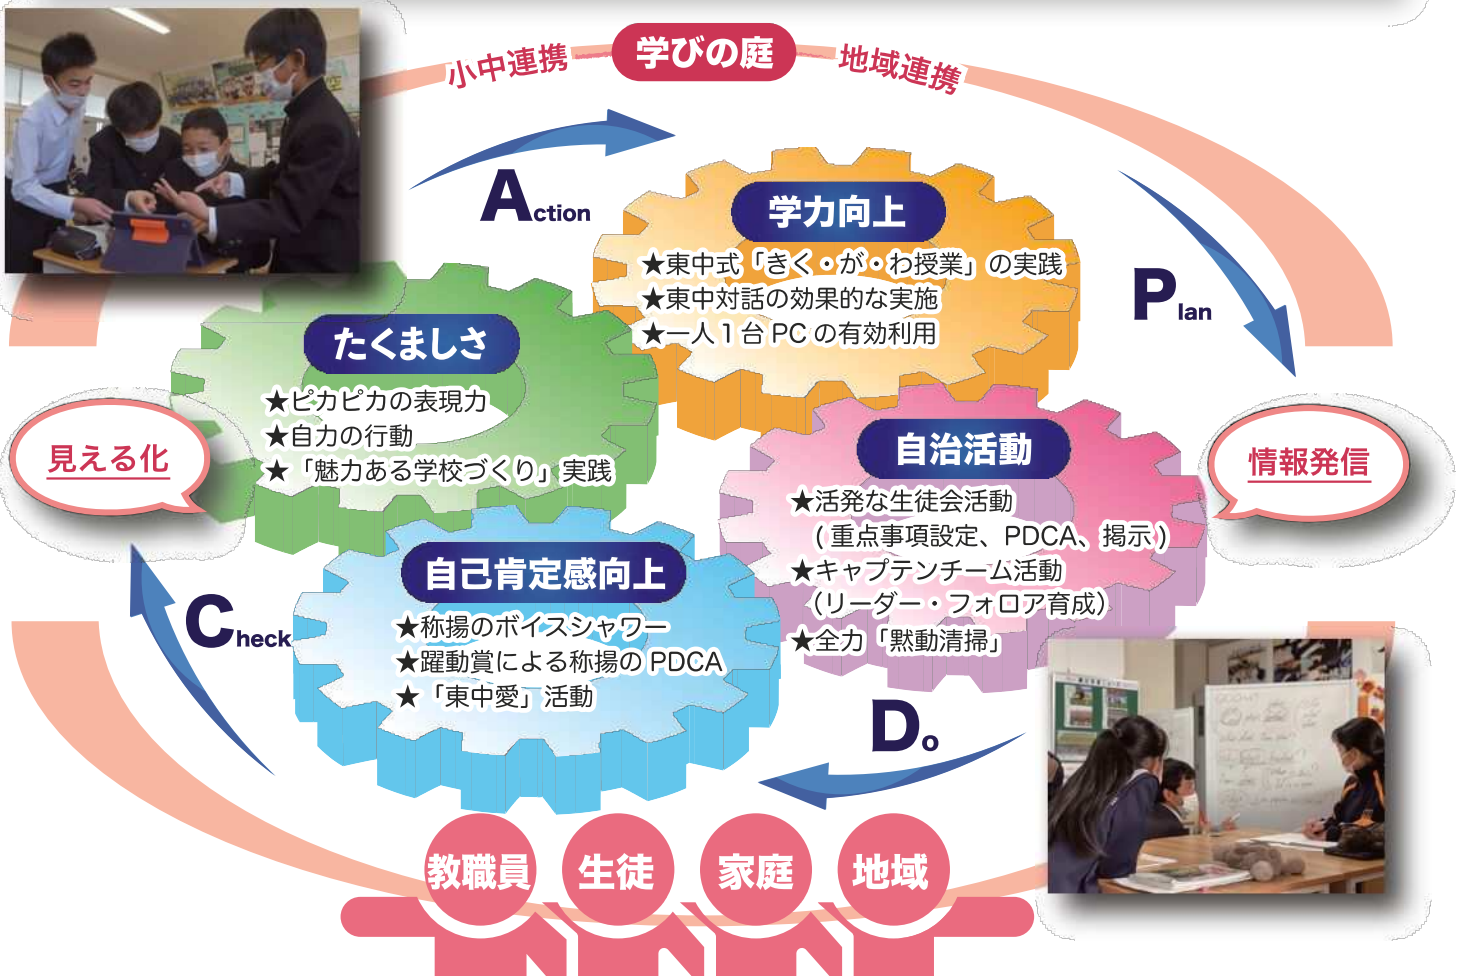 小中連携
学びの庭
地域連携
Action
Plan
学力向上
★東中式「きく・が・わ授業」の実践
★東中対話の効果的な実施
★一人１台 PC の有効利用
たくましさ
★ピカピカの表現力
★自力の行動
★「魅力ある学校づくり」実践
見える化
情報発信
自治活動
★活発な生徒会活動
(重点事項設定、PDCA、掲示)
★キャプテンチーム活動
（リーダー・フォロア育成）
★全力「黙動清掃」
自己肯定感向上
★称揚のボイスシャワー
★躍動賞による称揚の PDCA
★「東中愛」活動
Check
Do
教職員
生徒
家庭
地域